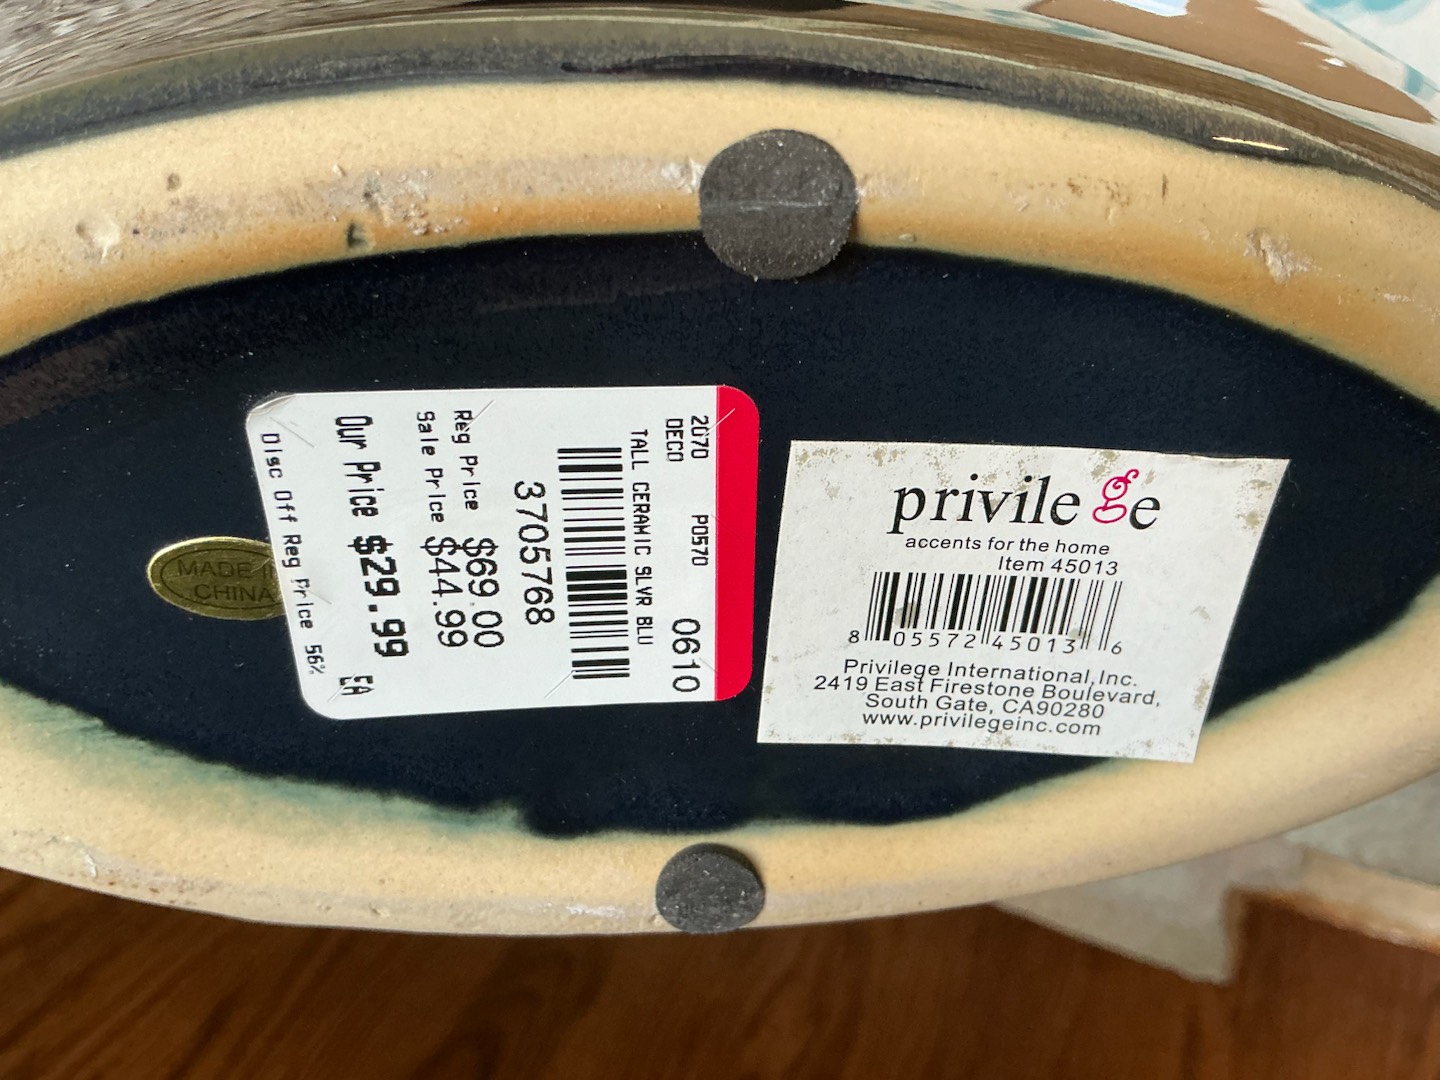 2070 P0570 0610
DECO
TALL CERAMIC SLVR BLU
3705768
Reg Price $69.00
Sale Price $44.99
Our Price $29.99 EA
Disc Off Reg Price 56%
MADE I
CHINA
privilege
accents for the home
Item 45013
8 05572 45013 6
Privilege International,Inc.
2419 East Firestone Boulevard,
South Gate, CA90280
www.privilegeinc.com